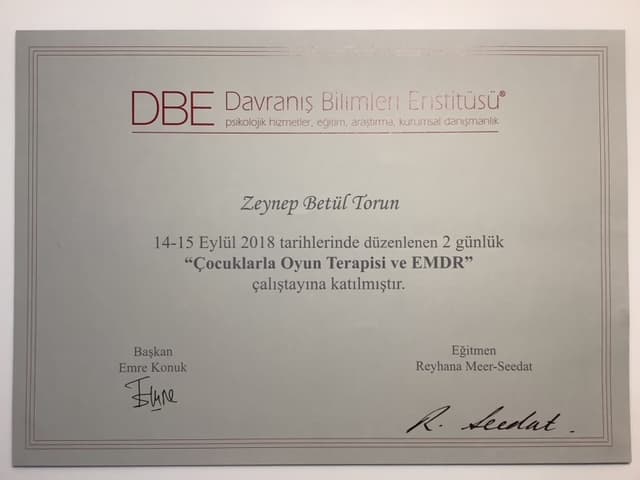 DBE Davranış Bilimleri Enstitüsü®
psikolojik hizmetler, eğitim, araştırma, kurumsal danışmanlık
Zeynep Betül Torun
14-15 Eylül 2018 tarihlerinde düzenlenen 2 günlük
“Çocuklarla Oyun Terapisi ve EMDR”
çalıştayına katılmıştır.
Başkan
Emre Konuk
Eğitmen
Reyhana Meer-Seedat
R. Seedat.